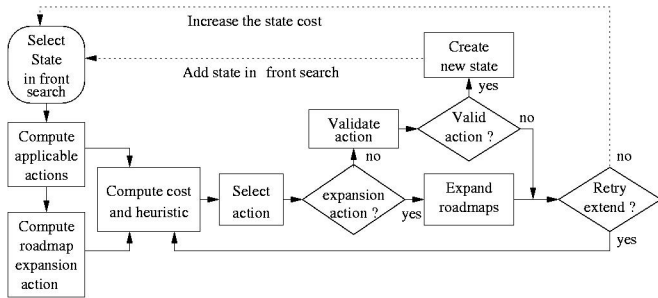 Increase the state cost
Select
State
in front
search
Create
new state
Add state in front search
yes
Compute
applicable
actions
Validate
action
Valid
action ?
no
no
no
Compute cost
and heuristic
Select
action
expansion
action ?
yes
Expand
roadmaps
Retry
extend ?
yes
Compute
roadmap
expansion
action